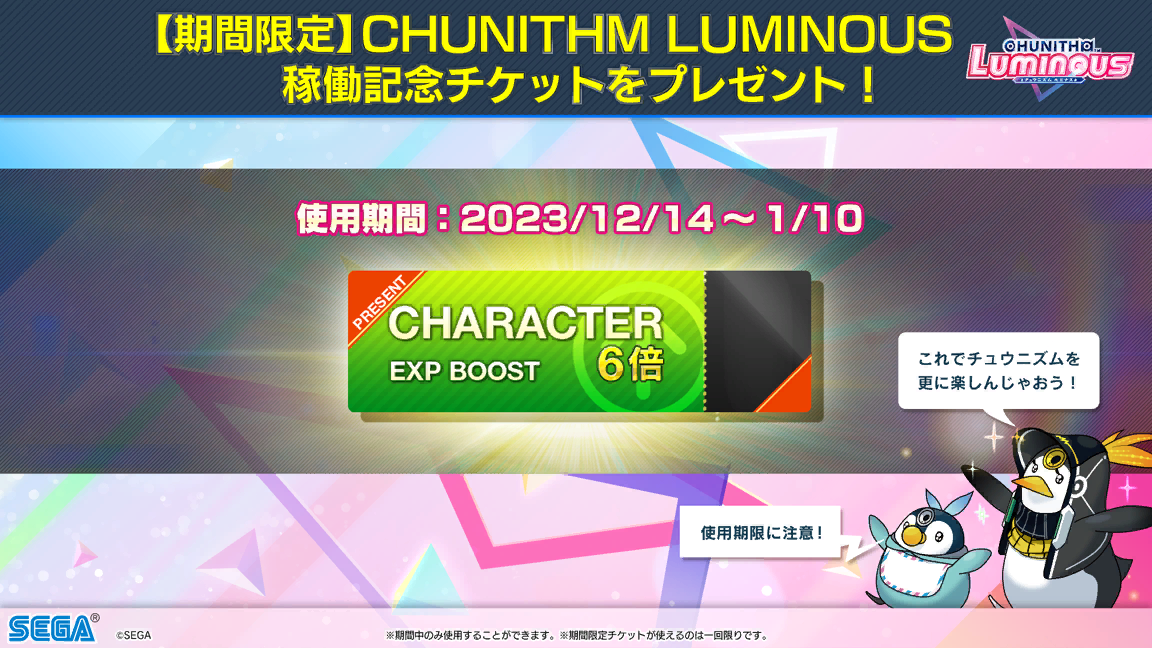 【期間限定】CHUNITHM LUMINOUS
稼働記念チケットをプレゼント！
CHUNITHM
LUMINOUS
使用期間：2023/12/14～1/10
PRESENT
CHARACTER
EXP BOOST 6倍
これでチュウニズムを
更に楽しんじゃおう！
使用期限に注意！
SEGA®
©SEGA
※期間中のみ使用することができます。※期間限定チケットが使えるのは一回限りです。